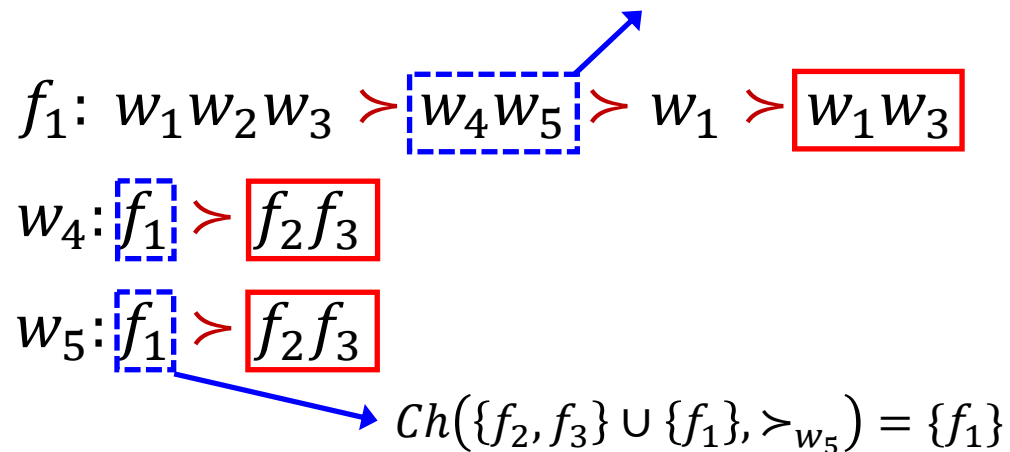 f₁: w₁w₂w₃ ≻ w₄w₅ ≻ w₁ ≻ w₁w₃
w₄: f₁ ≻ f₂f₃
w₅: f₁ ≻ f₂f₃
Ch({f₂, f₃} ∪ {f₁}, ≻_{w₅}) = {f₁}